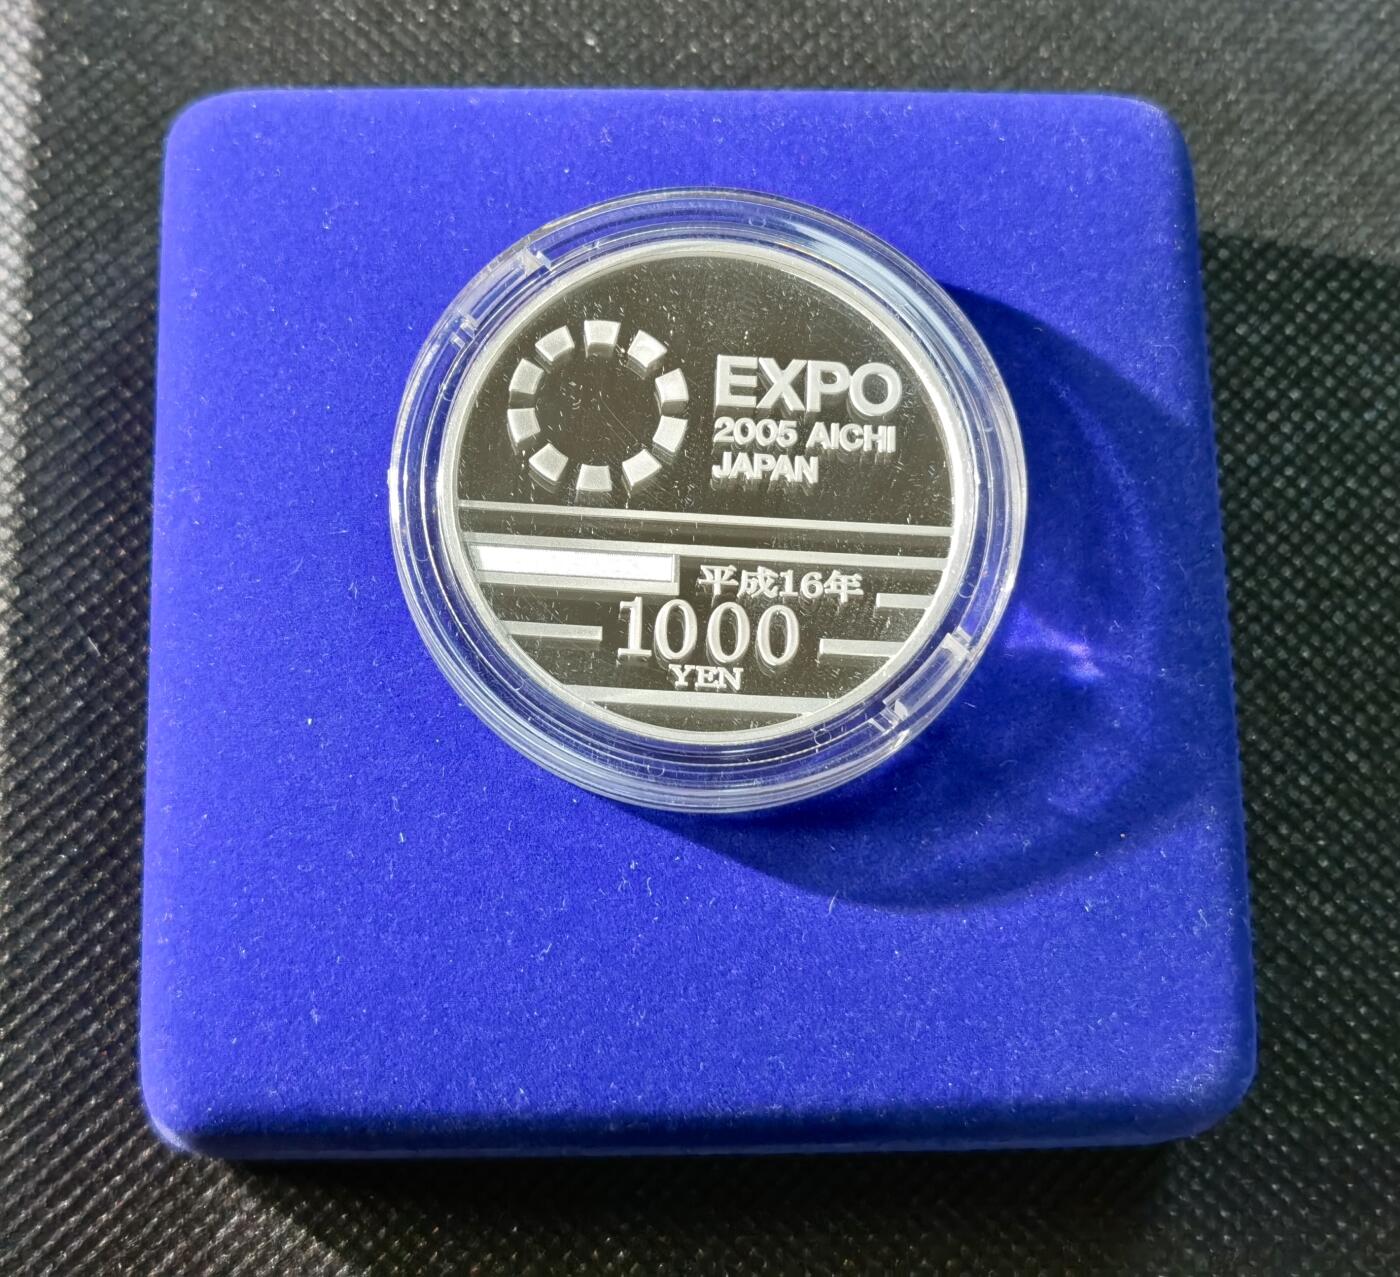 EXPO
2005 AICHI
JAPAN
平成16年
1000
YEN